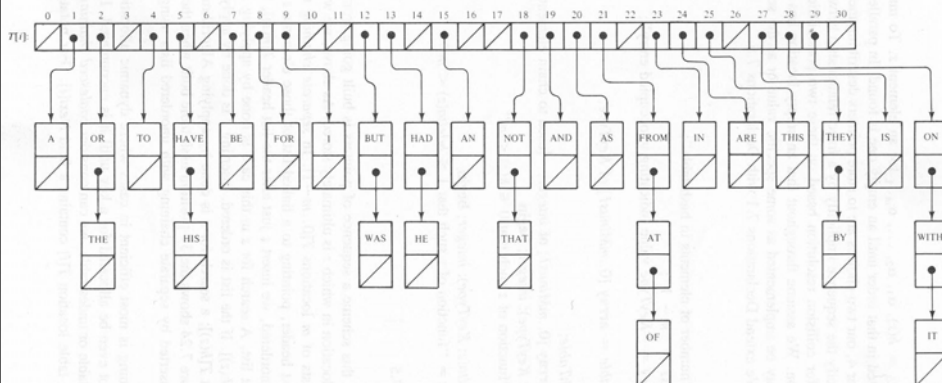 0 1 2 3 4 5 6 7 8 9 10 11 12 13 14 15 16 17 18 19 20 21 22 23 24 25 26 27 28 29 30
T[i]:
A OR TO HAVE BE FOR I BUT HAD AN NOT AND AS FROM IN ARE THIS THEY IS ON
THE HIS WAS HE THAT AT BY WITH
OF IT